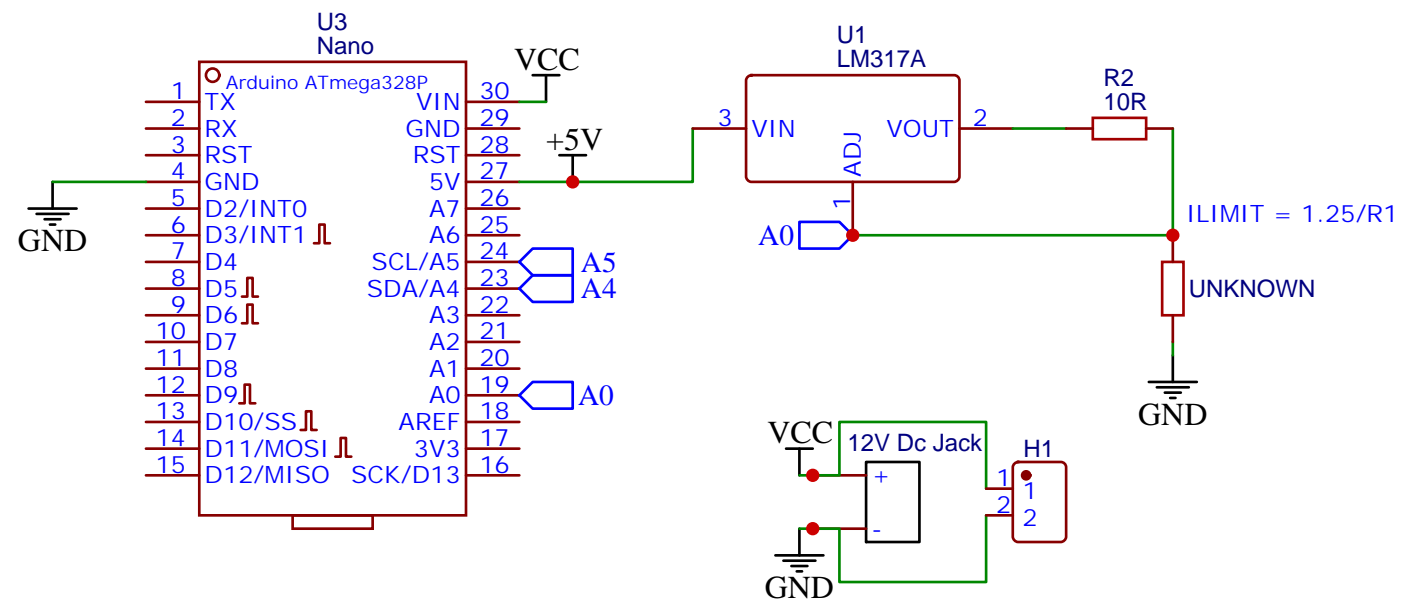 U3
Nano
Arduino ATmega328P
VCC
1 TX VIN 30
2 RX GND 29
3 RST RST 28
4 GND 5V 27
5 D2/INT0 A7 26
6 D3/INT1 A6 25
7 D4 SCL/A5 24 A5
8 D5 SDA/A4 23 A4
9 D6 A3 22
10 D7 A2 21
11 D8 A1 20
12 D9 A0 19 A0
13 D10/SS AREF 18
14 D11/MOSI 3V3 17
15 D12/MISO SCK/D13 16
GND
+5V
U1
LM317A
3 VIN VOUT 2
ADJ
1
A0
R2
10R
ILIMIT = 1.25/R1
UNKNOWN
GND
VCC
12V Dc Jack
+
-
GND
H1
1 1
2 2